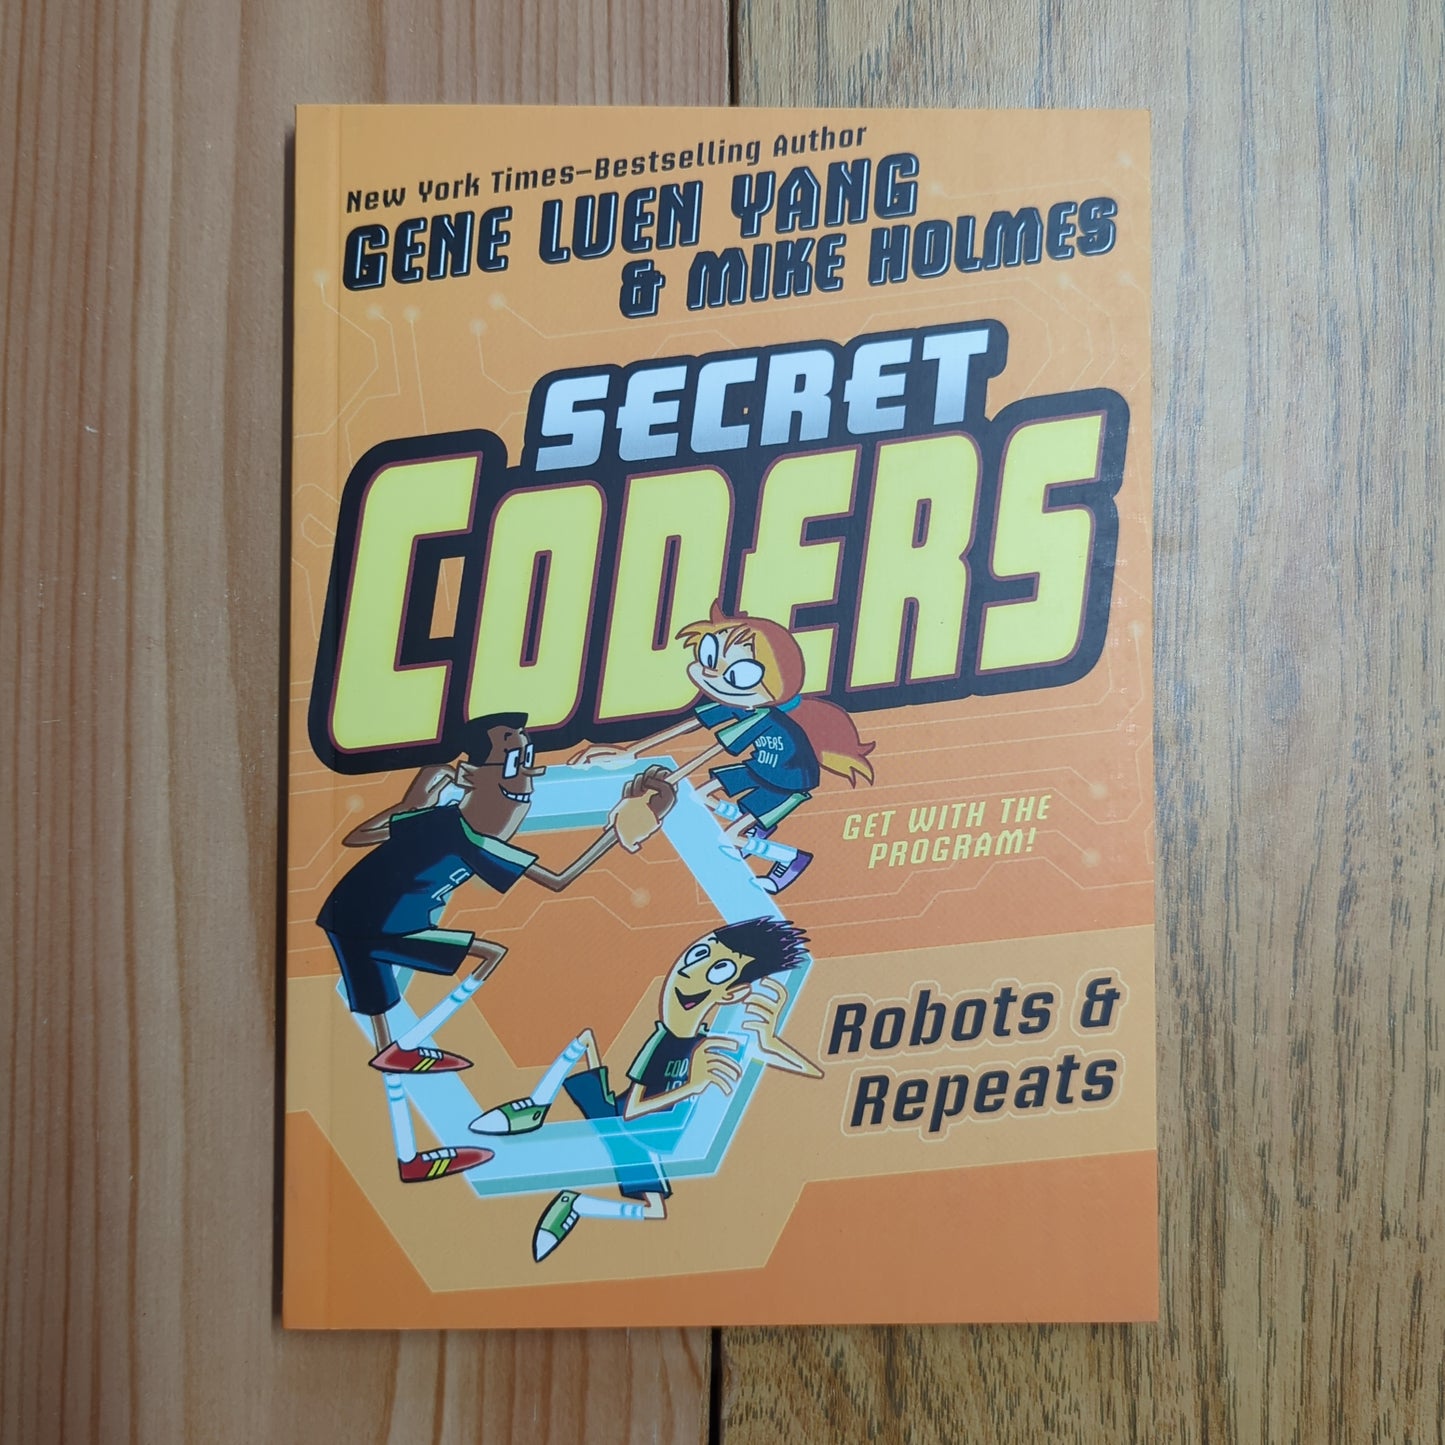 New York Times–Bestselling Author
GENE LUEN YANG
& MIKE HOLMES
SECRET
CODERS
GET WITH THE
PROGRAM!
Robots &
Repeats